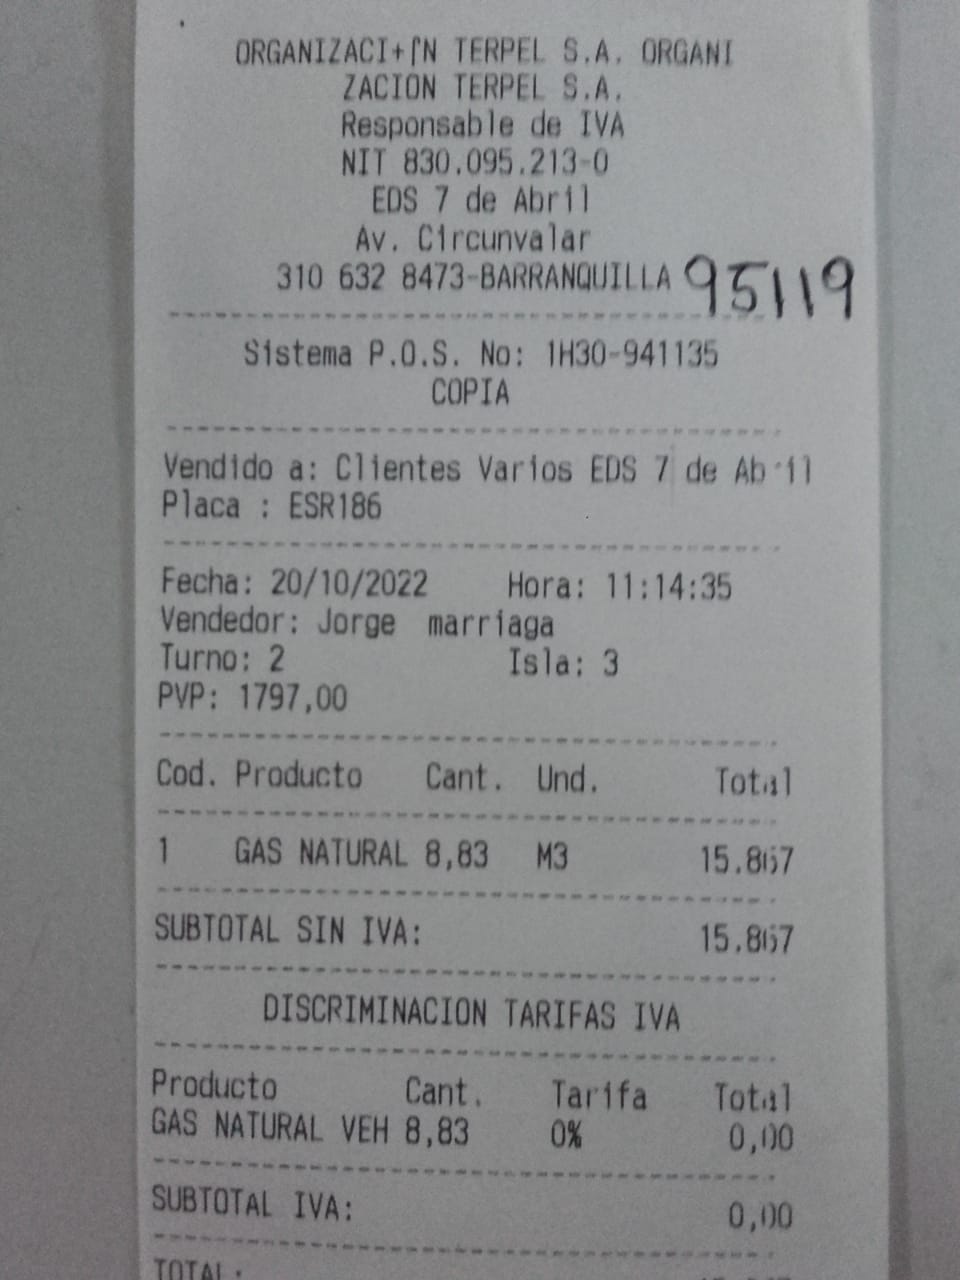 ORGANIZACI+⌠N TERPEL S.A. ORGANI
ZACION TERPEL S.A.
Responsable de IVA
NIT 830.095.213-0
EDS 7 de Abril
Av. Circunvalar
310 632 8473-BARRANQUILLA 95119
Sistema P.O.S. No: 1H30-941135
COPIA
Vendido a: Clientes Varios EDS 7 de Abril
Placa : ESR186
Fecha: 20/10/2022 Hora: 11:14:35
Vendedor: Jorge marriaga
Turno: 2 Isla: 3
PVP: 1797,00
Cod. Producto Cant. Und. Total
1 GAS NATURAL 8,83 M3 15.867
SUBTOTAL SIN IVA: 15.867
DISCRIMINACION TARIFAS IVA
Producto Cant. Tarifa Total
GAS NATURAL VEH 8,83 0% 0,00
SUBTOTAL IVA: 0,00
TOTAL: